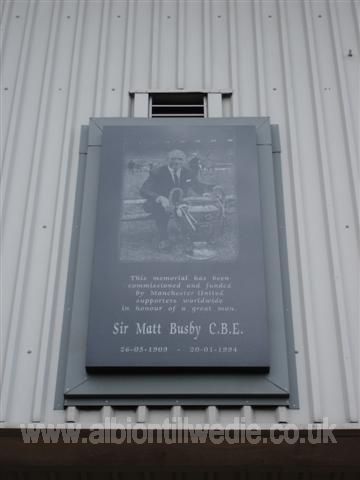 This memorial has been
commissioned and funded
by Manchester United
supporters worldwide
in honour of a great man.
Sir Matt Busby C.B.E.
26-05-1909 - 20-01-1994
www.albiontillwedie.co.uk